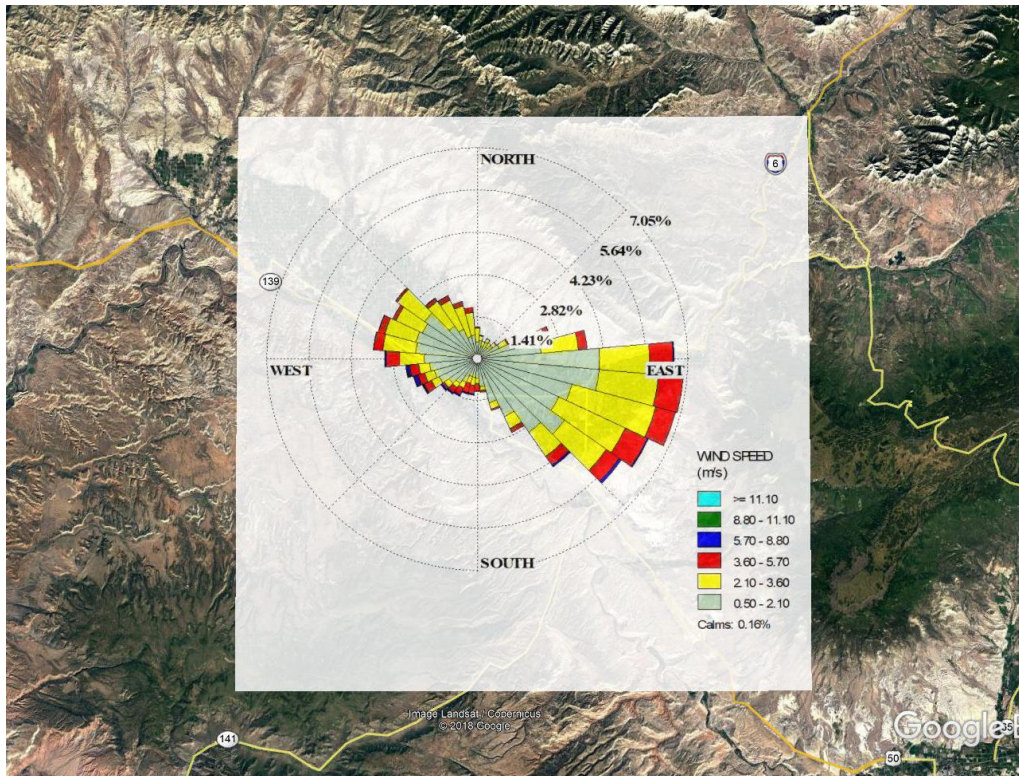 NORTH
6
7.05%
5.64%
4.23%
2.82%
1.41%
139
WEST
EAST
SOUTH
WIND SPEED
(m/s)
>= 11.10
8.80 - 11.10
5.70 - 8.80
3.60 - 5.70
2.10 - 3.60
0.50 - 2.10
Calms: 0.16%
Image Landsat / Copernicus
© 2018 Google
141
50
Google